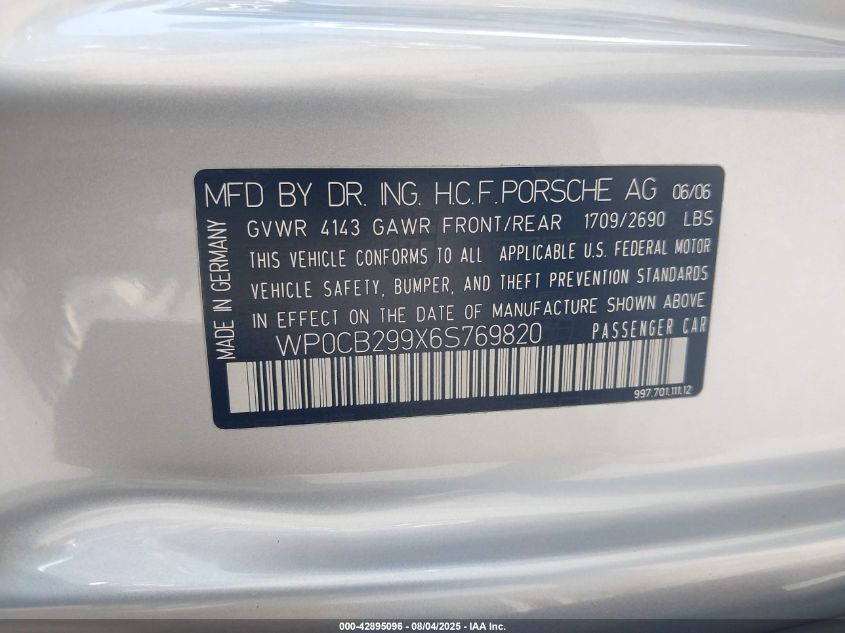 MFD BY DR. ING. H.C.F. PORSCHE AG 06/06
GVWR 4143 GAWR FRONT/REAR 1709/2690 LBS
THIS VEHICLE CONFORMS TO ALL APPLICABLE U.S. FEDERAL MOTOR
VEHICLE SAFETY, BUMPER, AND THEFT PREVENTION STANDARDS
IN EFFECT ON THE DATE OF MANUFACTURE SHOWN ABOVE
WP0CB299X6S769820 PASSENGER CAR
MADE IN GERMANY
997.701.111.12
000-42895096 - 08/04/2025 - IAA Inc.